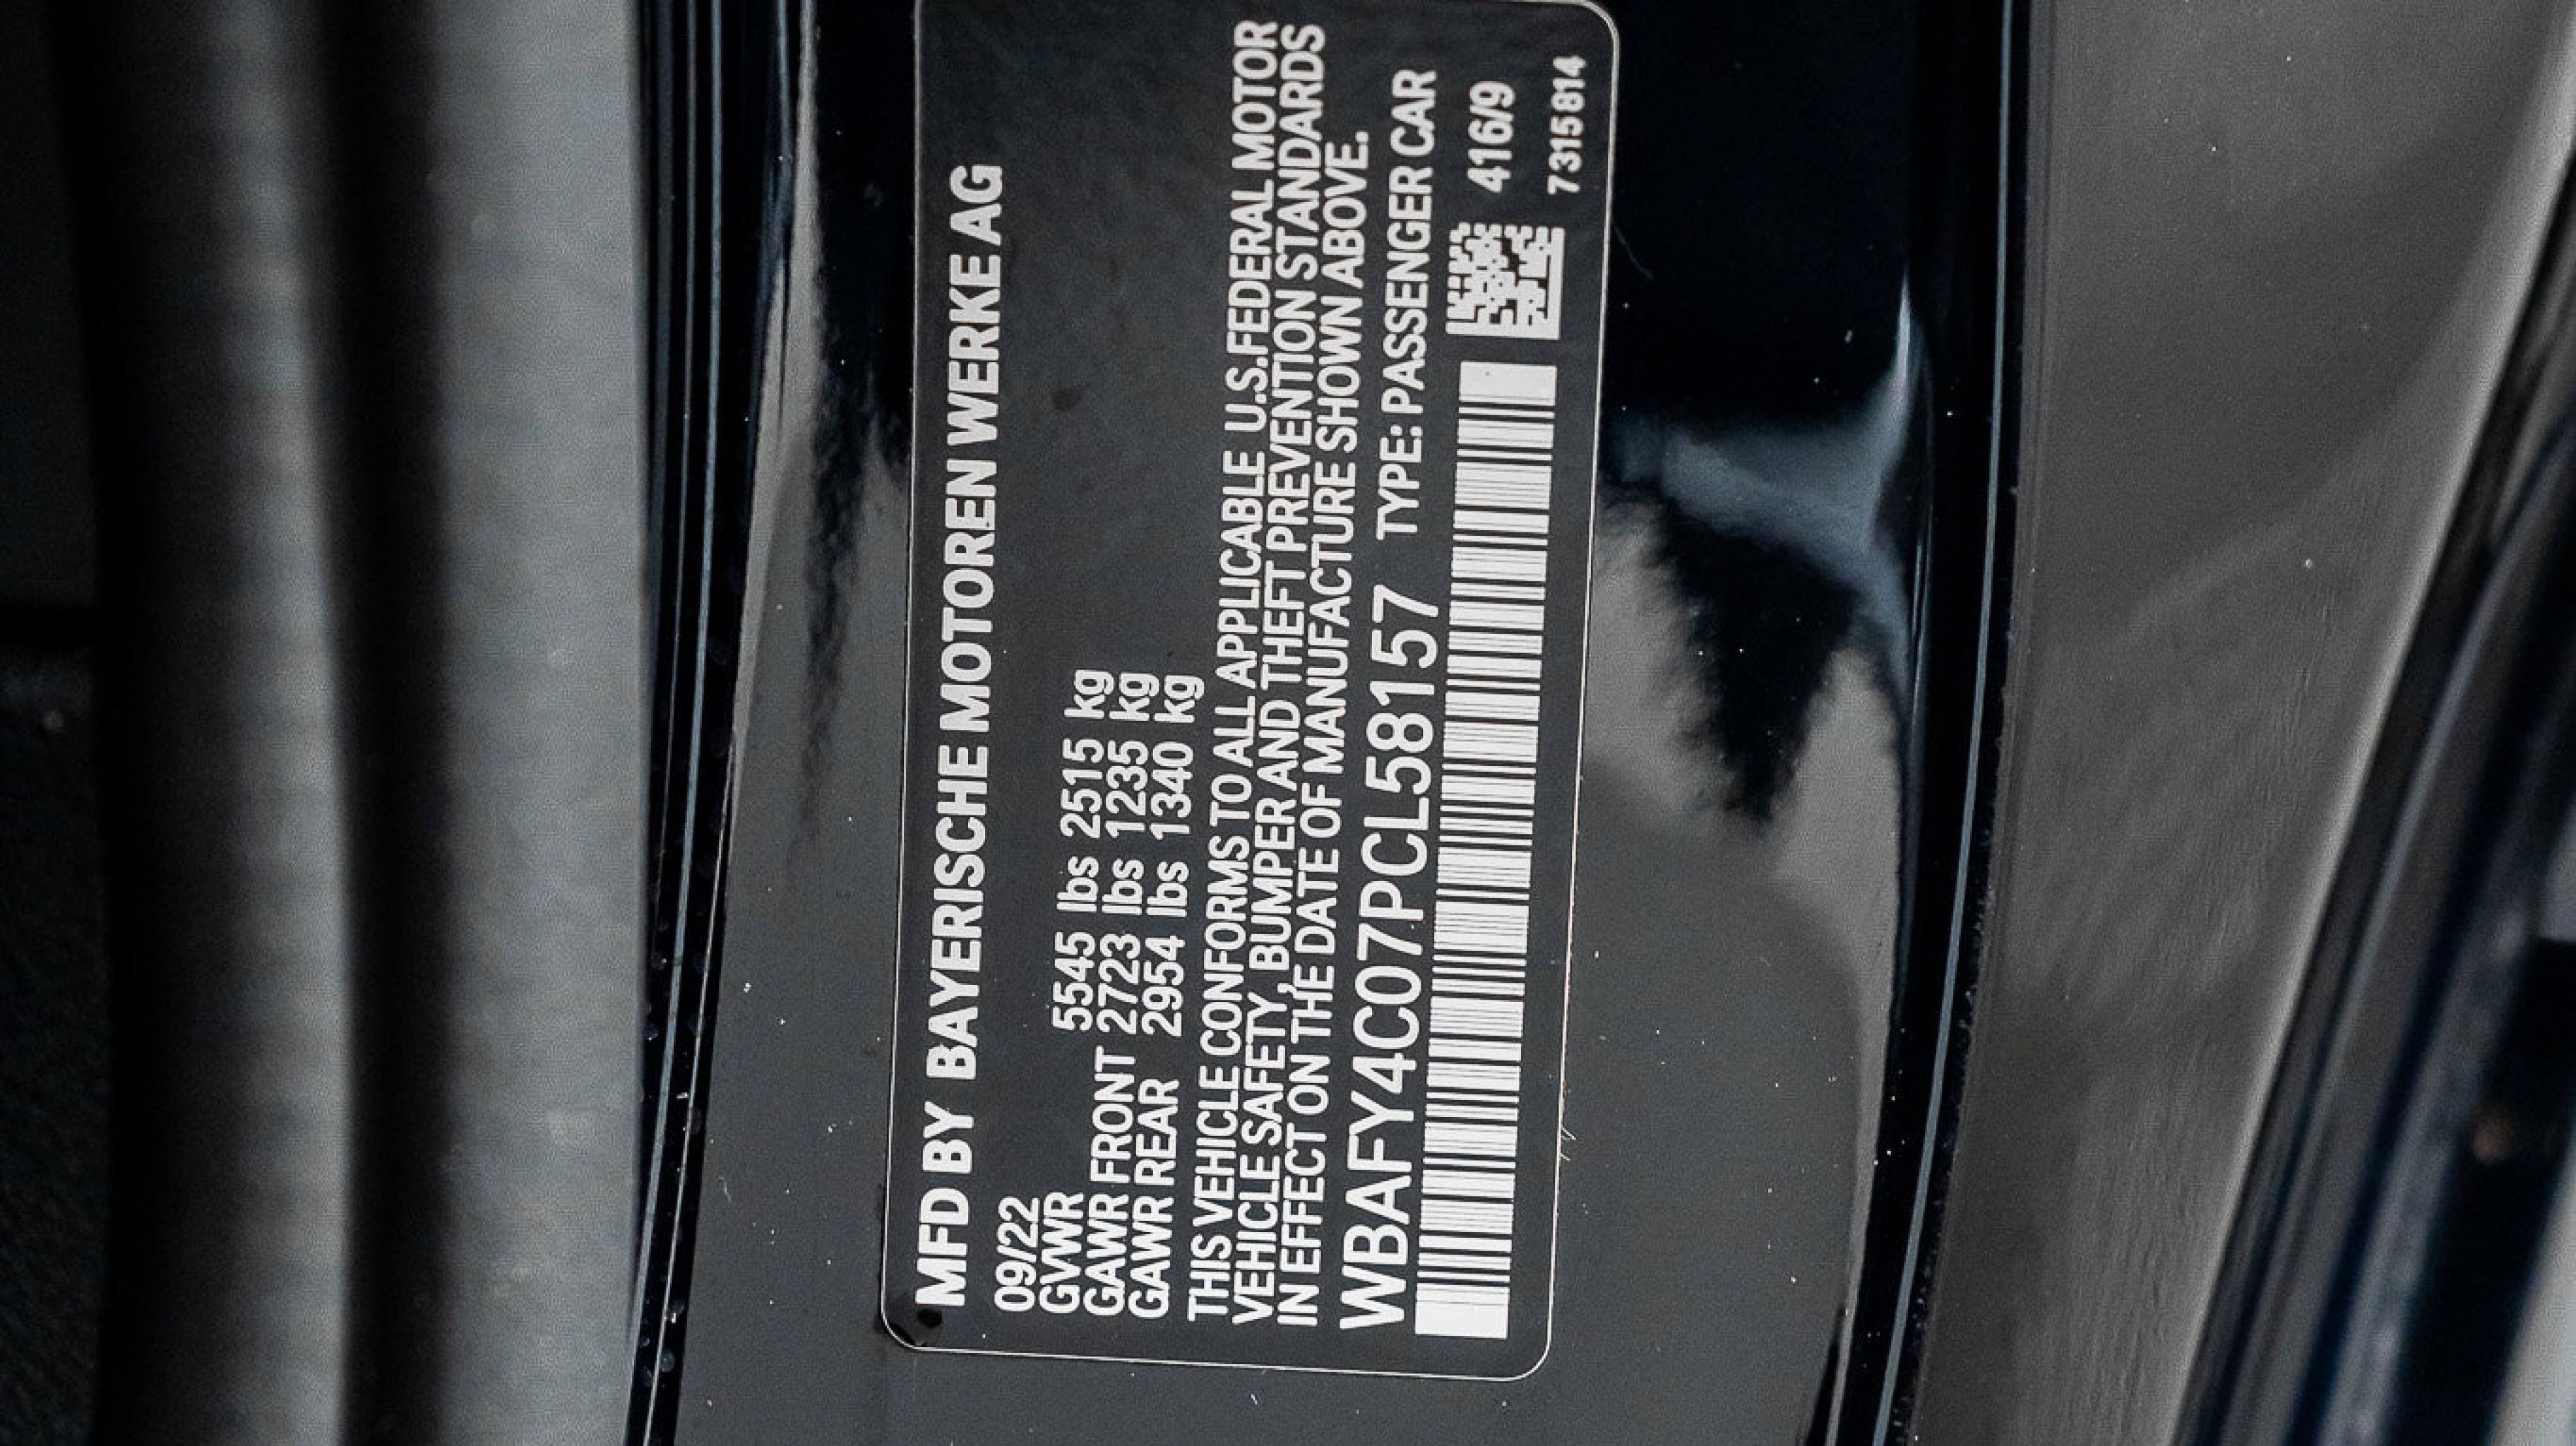 MFD BY BAYERISCHE MOTOREN WERKE AG
09/22
GVWR 5545 lbs 2515 kg
GAWR FRONT 2723 lbs 1235 kg
GAWR REAR 2954 lbs 1340 kg
THIS VEHICLE CONFORMS TO ALL APPLICABLE U.S.FEDERAL MOTOR
VEHICLE SAFETY, BUMPER AND THEFT PREVENTION STANDARDS
IN EFFECT ON THE DATE OF MANUFACTURE SHOWN ABOVE.
WBAFY4C07PCL58157 TYPE: PASSENGER CAR
416/9
7315814